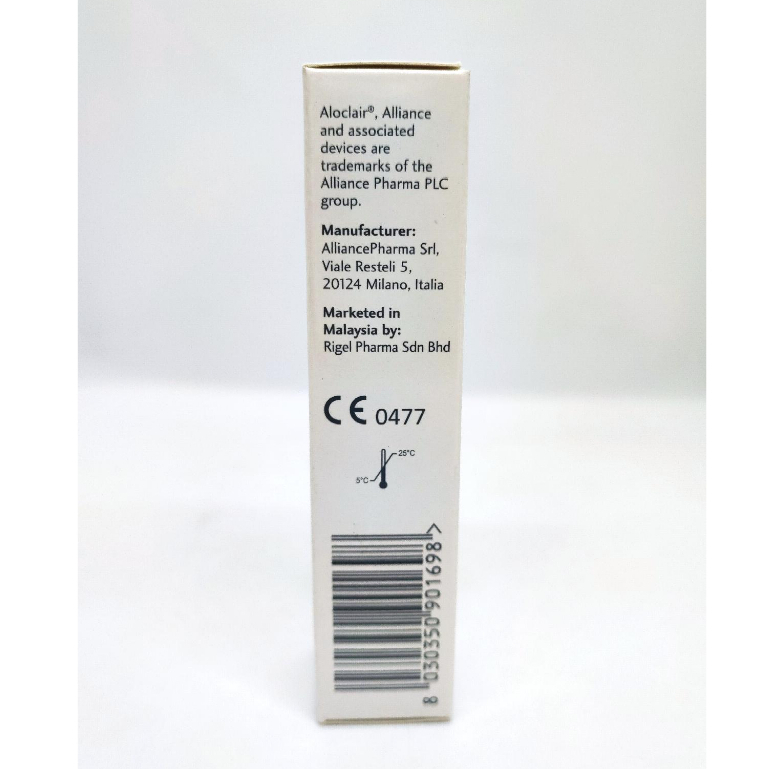 Aloclair®, Alliance
and associated
devices are
trademarks of the
Alliance Pharma PLC
group.
Manufacturer:
AlliancePharma Srl,
Viale Resteli 5,
20124 Milano, Italia
Marketed in
Malaysia by:
Rigel Pharma Sdn Bhd
CE 0477
25°C
5°C
8 030350 901698 >